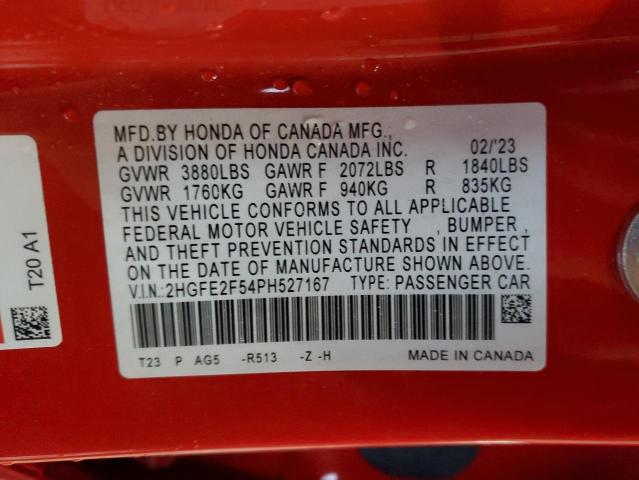 MFD.BY HONDA OF CANADA MFG.,
A DIVISION OF HONDA CANADA INC. 02/'23
GVWR 3880LBS GAWR F 2072LBS R 1840LBS
GVWR 1760KG GAWR F 940KG R 835KG
THIS VEHICLE CONFORMS TO ALL APPLICABLE
FEDERAL MOTOR VEHICLE SAFETY , BUMPER ,
AND THEFT PREVENTION STANDARDS IN EFFECT
ON THE DATE OF MANUFACTURE SHOWN ABOVE.
V.I.N.:2HGFE2F54PH527167 TYPE: PASSENGER CAR
T23 P AG5 -R513 -Z -H MADE IN CANADA
T20 A1